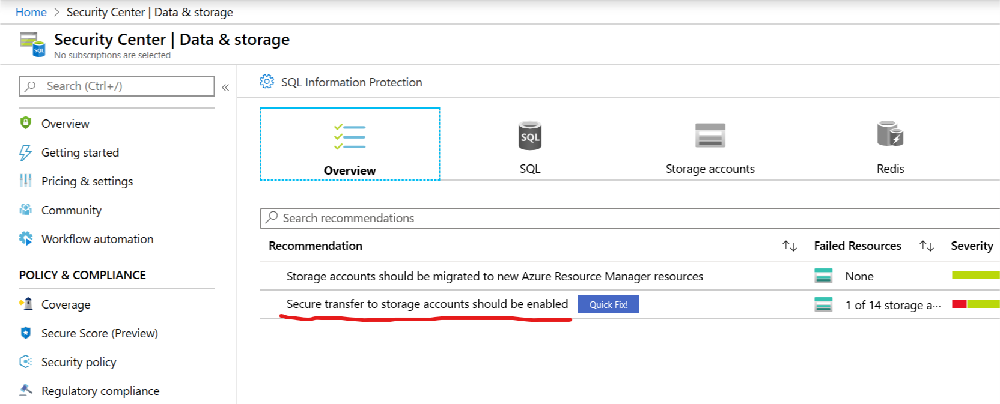 Home > Security Center | Data & storage
SQL
Security Center | Data & storage
No subscriptions are selected
Search (Ctrl+/)
«
Overview
Getting started
Pricing & settings
Community
Workflow automation
POLICY & COMPLIANCE
Coverage
Secure Score (Preview)
Security policy
Regulatory compliance
SQL Information Protection
Overview
SQL
SQL
Storage accounts
Redis
Search recommendations
Recommendation ↑↓ Failed Resources ↑↓ Severity
Storage accounts should be migrated to new Azure Resource Manager resources None
Secure transfer to storage accounts should be enabled Quick Fix! 1 of 14 storage a...